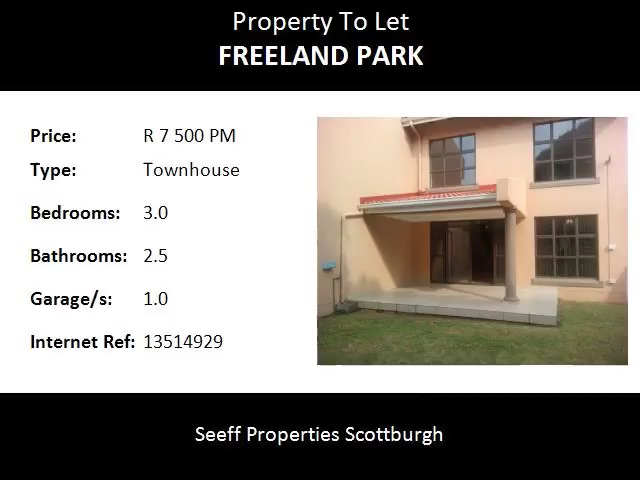 Property To Let
FREELAND PARK
Price: R 7 500 PM
Type: Townhouse
Bedrooms: 3.0
Bathrooms: 2.5
Garage/s: 1.0
Internet Ref: 13514929
Seeff Properties Scottburgh